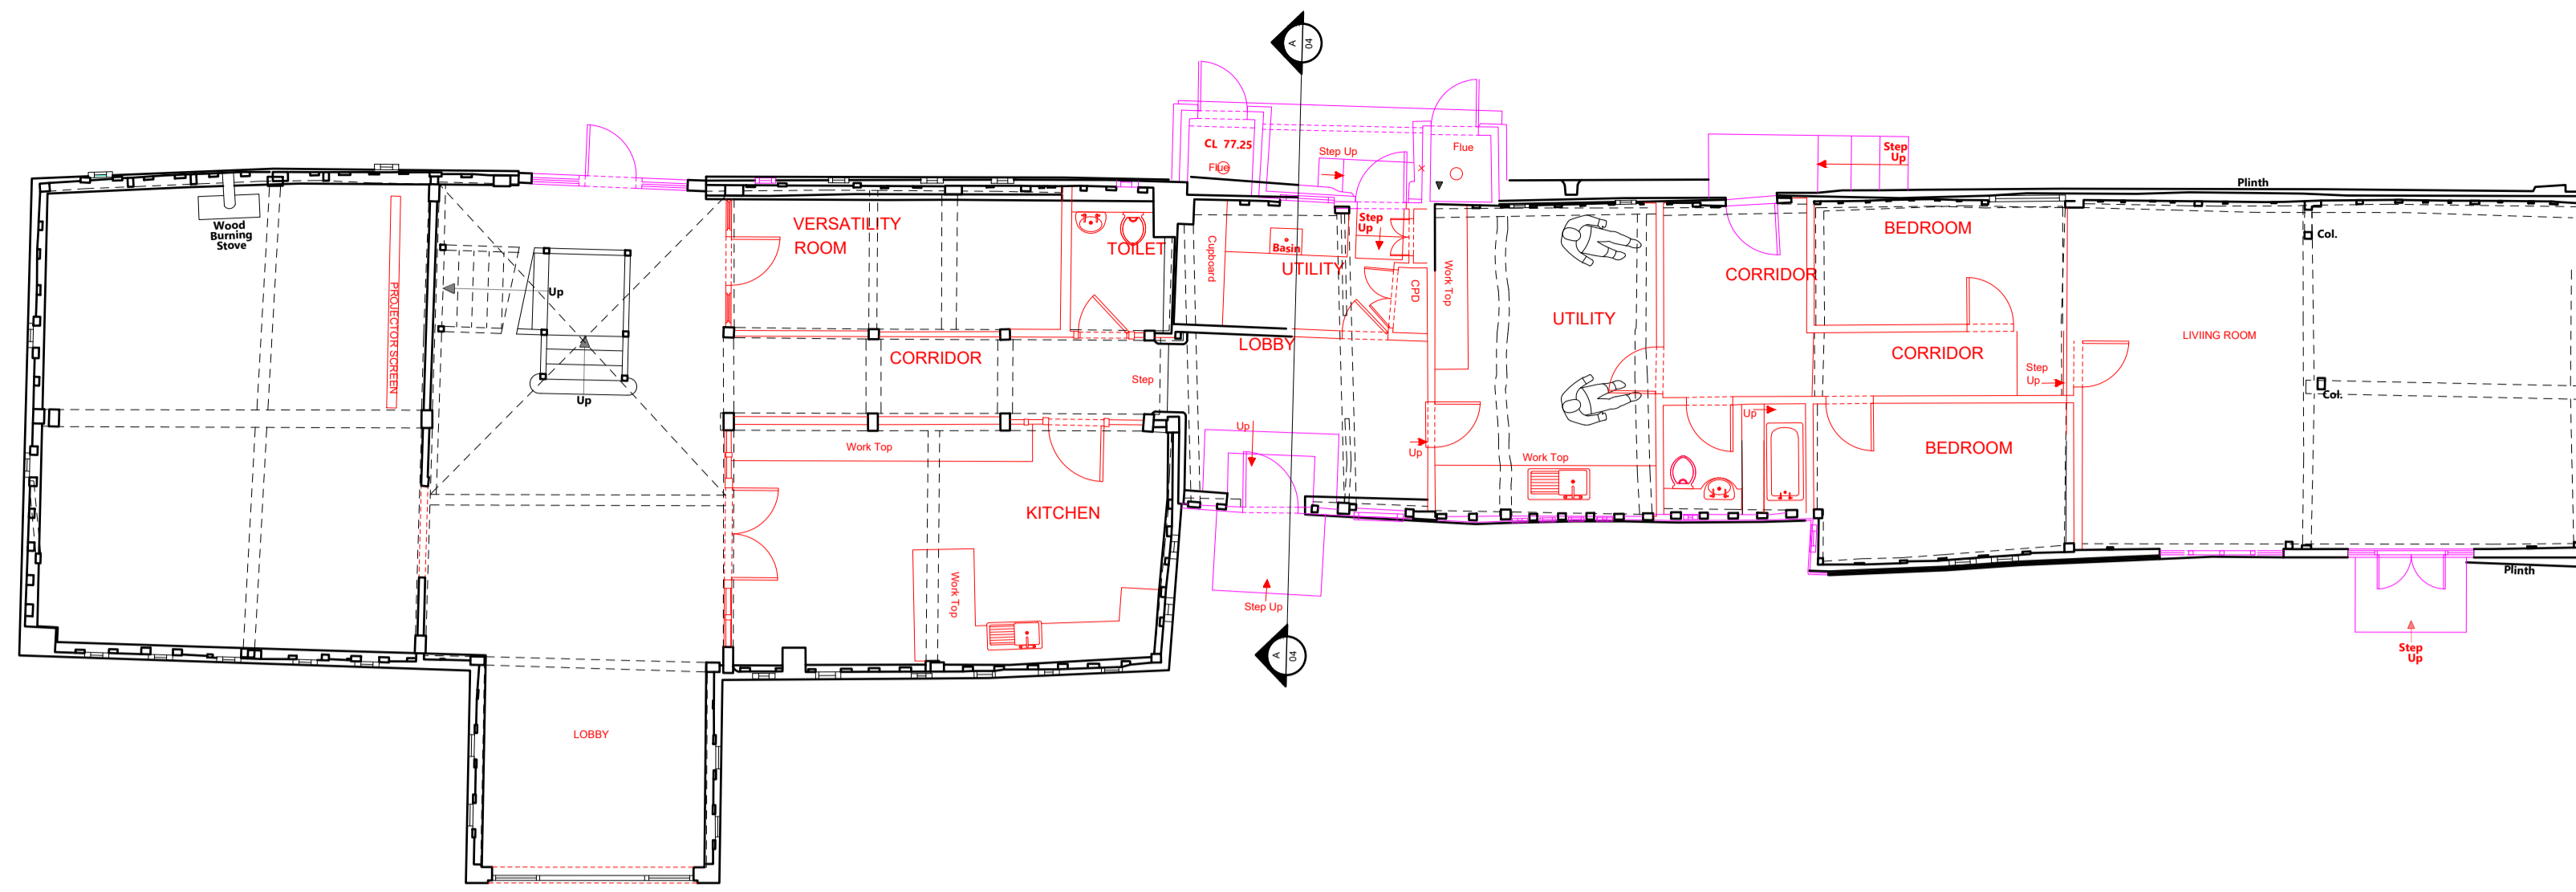 A
04
CL 77.25
Flue
Step Up
Flue
Step
Up
Plinth
Wood
Burning
Stove
PROJECTOR SCREEN
Up
Up
VERSATILITY
ROOM
TOILET
Cupboard
Basin
UTILITY
Step
Up
CPD
Work Top
UTILITY
CORRIDOR
BEDROOM
CORRIDOR
Step
Up
LIVIING ROOM
Col.
Col.
CORRIDOR
LOBBY
Step
Up
Up
Up
Work Top
Work Top
BEDROOM
KITCHEN
Work Top
Step Up
Plinth
Step
Up
A
04
LOBBY